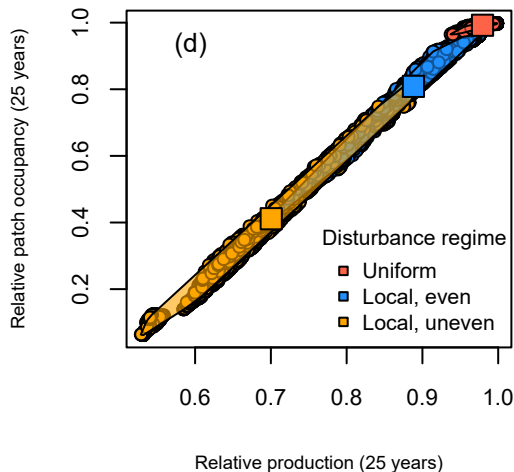 (d)
Relative patch occupancy (25 years)
1.0
0.8
0.6
0.4
0.2
Disturbance regime
Uniform
Local, even
Local, uneven
0.6 0.7 0.8 0.9 1.0
Relative production (25 years)